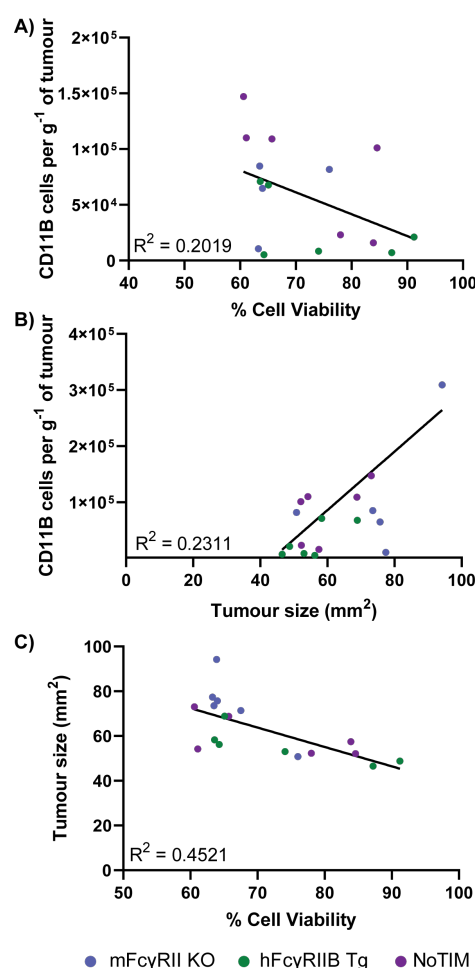 A)
CD11B cells per g⁻¹ of tumour
2×10⁵
1.5×10⁵
1×10⁵
5×10⁴
0
R² = 0.2019
40 50 60 70 80 90 100
% Cell Viability
B)
CD11B cells per g⁻¹ of tumour
4×10⁵
3×10⁵
2×10⁵
1×10⁵
R² = 0.2311
0 20 40 60 80 100
Tumour size (mm²)
C)
Tumour size (mm²)
100
80
60
40
20
0
R² = 0.4521
50 60 70 80 90 100
% Cell Viability
mFcγRII KO hFcγRIIB Tg NoTIM